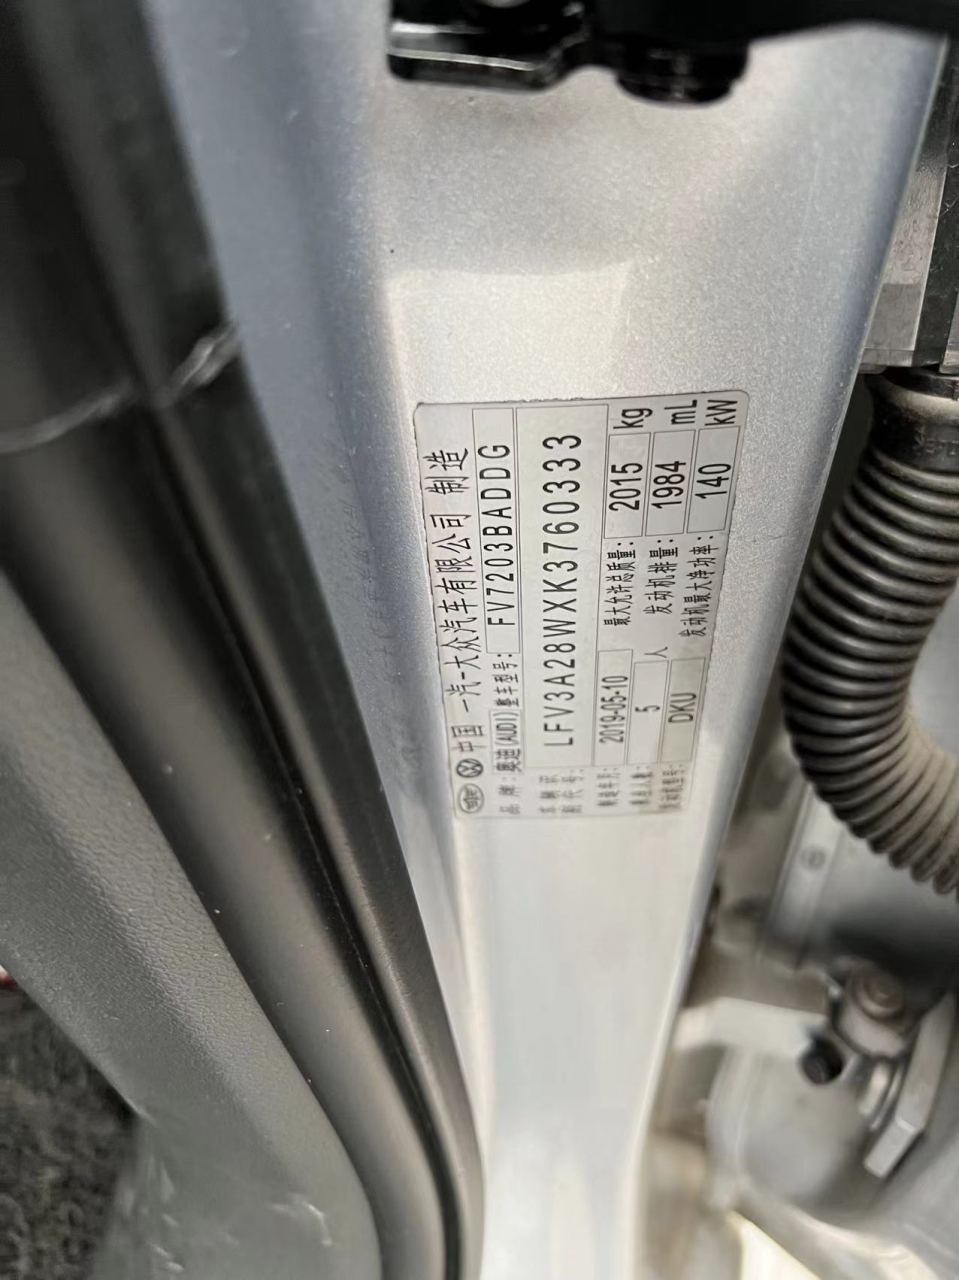 中国 一汽-大众汽车有限公司 制造
品牌: 奥迪(AUDI) 整车型号: FV7203BADDG
车辆识别代号: LFV3A28WXK3760333
制造年月: 2019-05-10 最大允许总质量: 2015 kg
乘坐人数: 5 人 发动机排量: 1984 mL
发动机型号: DKU 发动机最大净功率: 140 kW